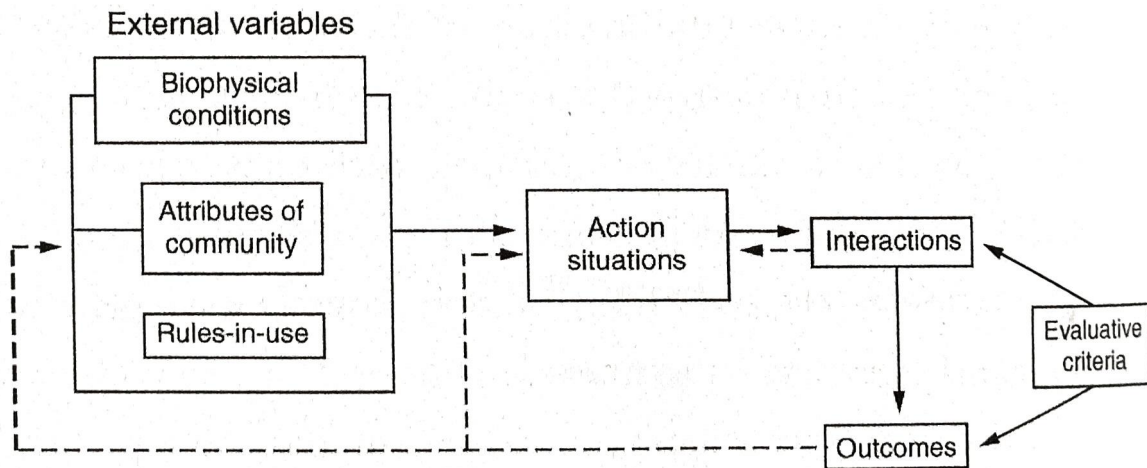 External variables
Biophysical
conditions
Attributes of
community
Rules-in-use
Action
situations
Interactions
Evaluative
criteria
Outcomes